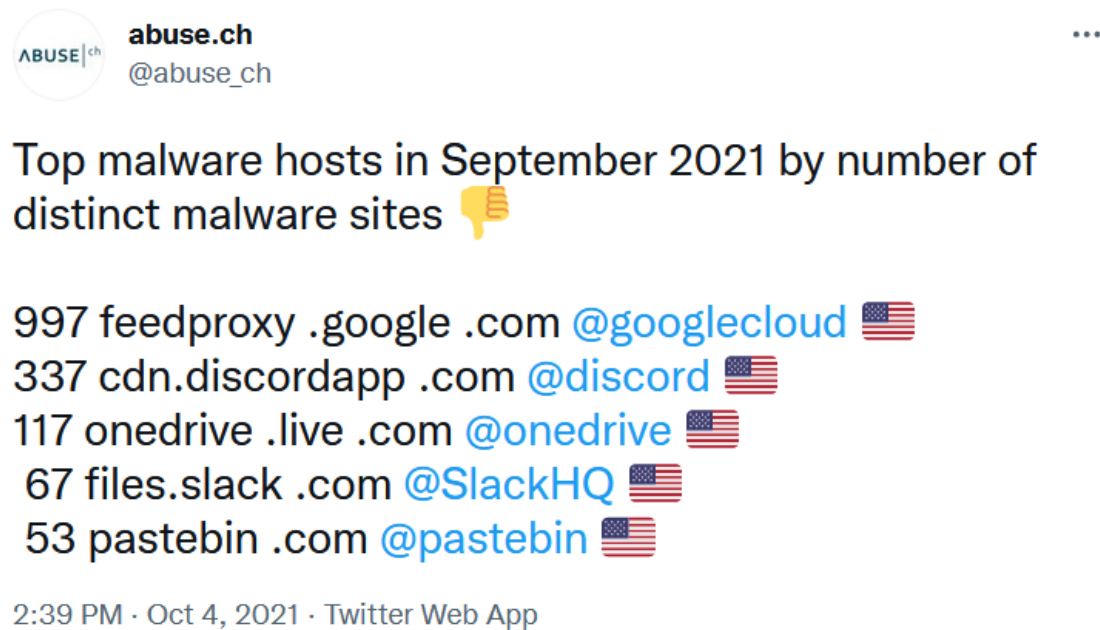 ABUSE|ch
abuse.ch
@abuse_ch
Top malware hosts in September 2021 by number of
distinct malware sites 👎
997 feedproxy .google .com @googlecloud 🇺🇸
337 cdn.discordapp .com @discord 🇺🇸
117 onedrive .live .com @onedrive 🇺🇸
67 files.slack .com @SlackHQ 🇺🇸
53 pastebin .com @pastebin 🇺🇸
2:39 PM · Oct 4, 2021 · Twitter Web App